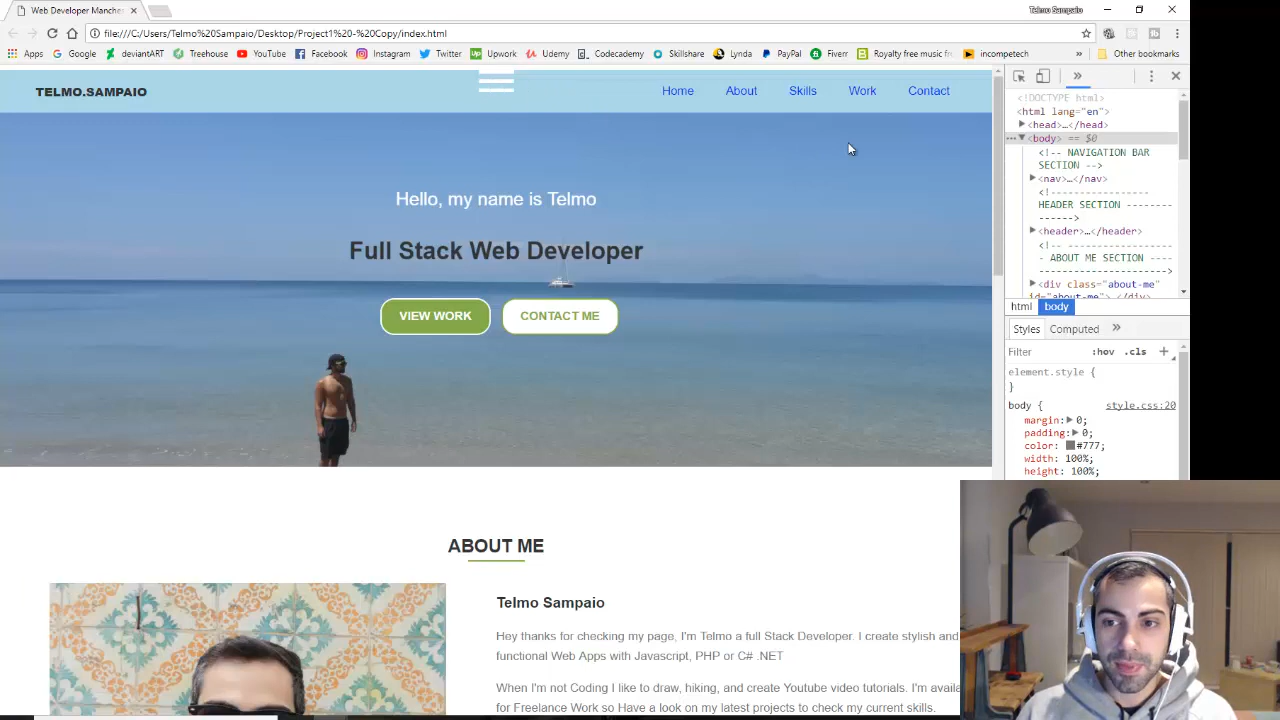 Web Developer Manches
Telmo Sampaio
file:///C:/Users/Telmo%20Sampaio/Desktop/Project1%20-%20Copy/index.html
Apps Google deviantART Treehouse YouTube Facebook Instagram Twitter Upwork Udemy Codecademy Skillshare Lynda PayPal Fiverr Royalty free music fr incompetech » Other bookmarks
TELMO.SAMPAIO
Home About Skills Work Contact
Hello, my name is Telmo
Full Stack Web Developer
VIEW WORK CONTACT ME
ABOUT ME
Telmo Sampaio
Hey thanks for checking my page, I'm Telmo a full Stack Developer. I create stylish and
functional Web Apps with Javascript, PHP or C# .NET
When I'm not Coding I like to draw, hiking, and create Youtube video tutorials. I'm availa
for Freelance Work so Have a look on my latest projects to check my current skills.
»
<!DOCTYPE html>
<html lang="en">
<head>…</head>
<body> == $0
<!-- NAVIGATION BAR
SECTION -->
<nav>…</nav>
<!----------------
HEADER SECTION ---------
------>
<header>…</header>
<!-- -----------------
- ABOUT ME SECTION ----
--------------------->
<div class="about-me"
id="about-me">…</div>
html body
Styles Computed »
Filter :hov .cls +
element.style {
}
body { style.css:20
margin: 0;
padding: 0;
color: #777;
width: 100%;
height: 100%;